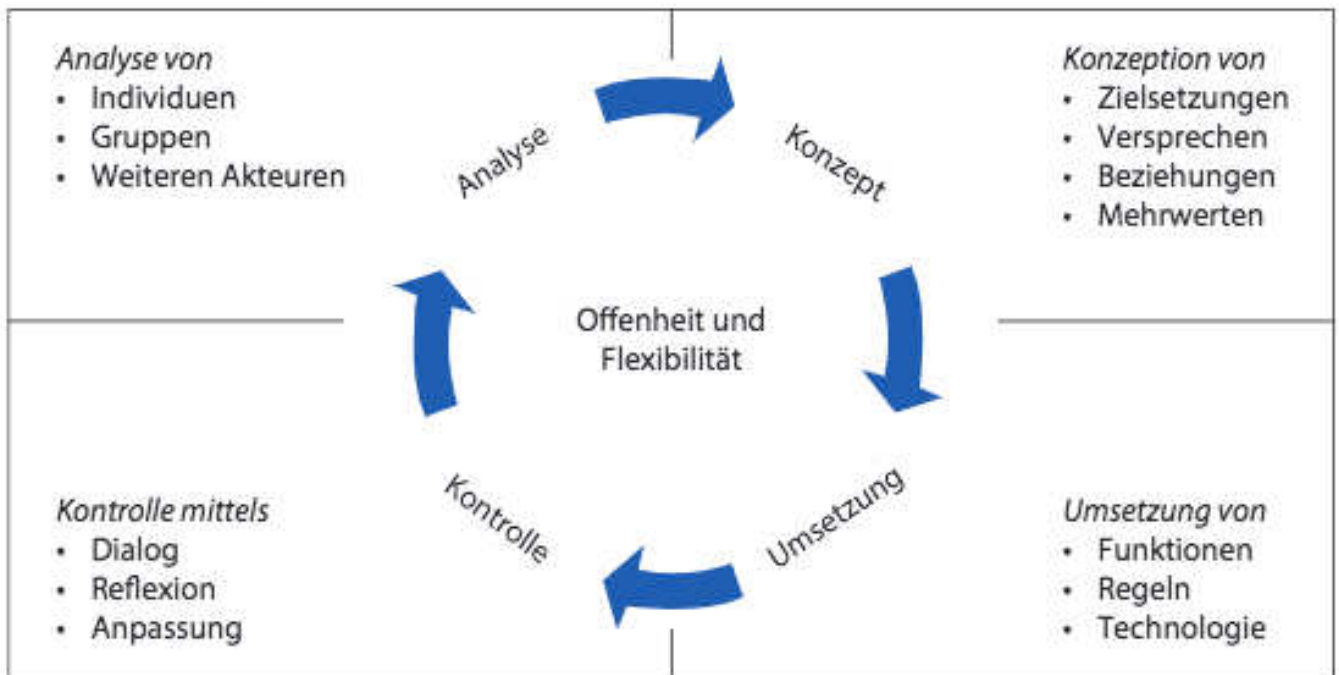 Analyse von
• Individuen
• Gruppen
• Weiteren Akteuren
Konzeption von
• Zielsetzungen
• Versprechen
• Beziehungen
• Mehrwerten
Analyse
Konzept
Offenheit und
Flexibilität
Kontrolle
Umsetzung
Kontrolle mittels
• Dialog
• Reflexion
• Anpassung
Umsetzung von
• Funktionen
• Regeln
• Technologie